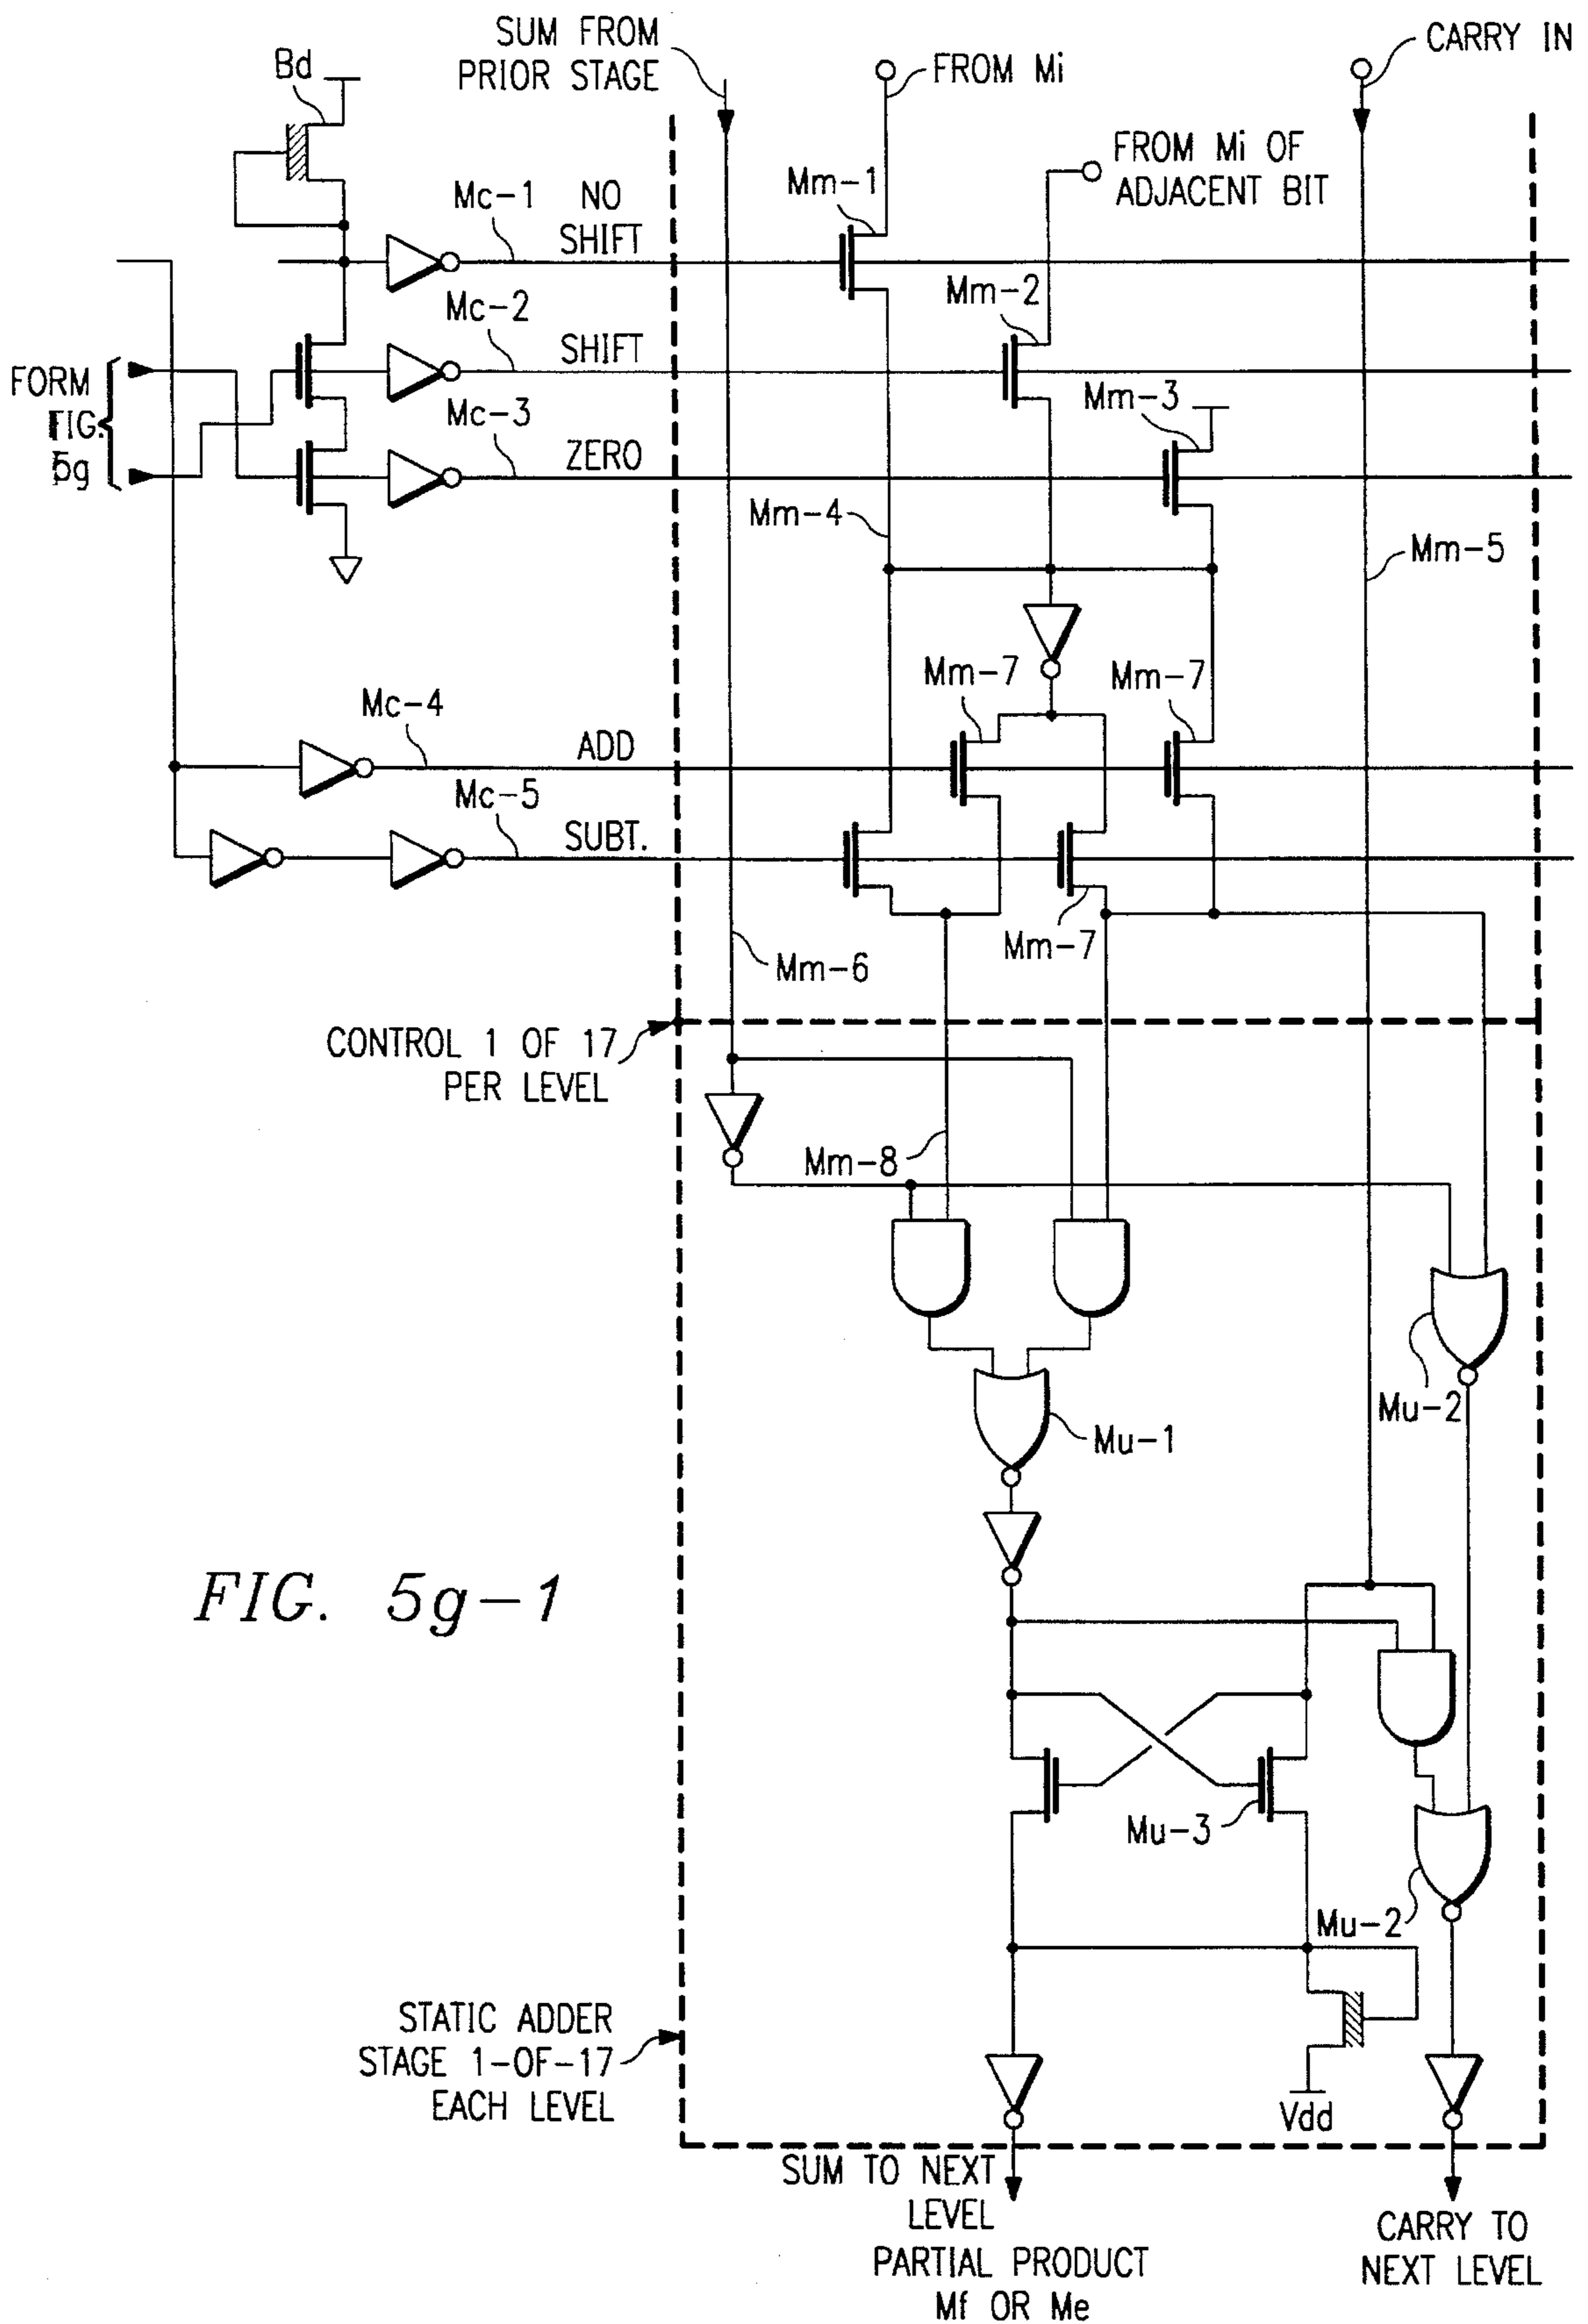 SUM FROM
PRIOR STAGE
CARRY IN
Bd
FROM Mi
FROM Mi OF
ADJACENT BIT
Mm-1
Mc-1
NO
SHIFT
Mc-2
SHIFT
Mm-2
FORM
FIG.
5g
Mc-3
ZERO
Mm-3
Mm-4
Mm-5
Mm-7
Mm-7
Mc-4
ADD
Mc-5
SUBT.
Mm-7
Mm-6
CONTROL 1 OF 17
PER LEVEL
Mm-8
Mu-2
Mu-1
FIG. 5g-1
Mu-3
Mu-2
STATIC ADDER
STAGE 1-OF-17
EACH LEVEL
Vdd
SUM TO NEXT
LEVEL
PARTIAL PRODUCT
Mf OR Me
CARRY TO
NEXT LEVEL